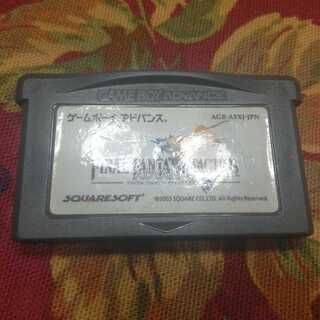 GAME BOY ADVANCE
ゲームボーイ アドバンス
AGB-AFXJ-JPN
FINAL FANTASY TACTICS
ADVANCE
SQUARESOFT
©2003 SQUARE CO.,LTD. All Rights Reserved.